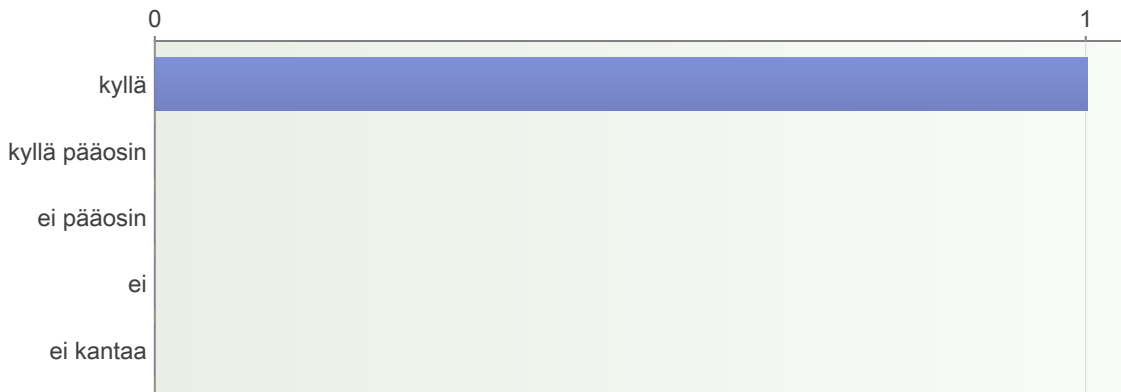 0 1
kyllä
kyllä pääosin
ei pääosin
ei
ei kantaa